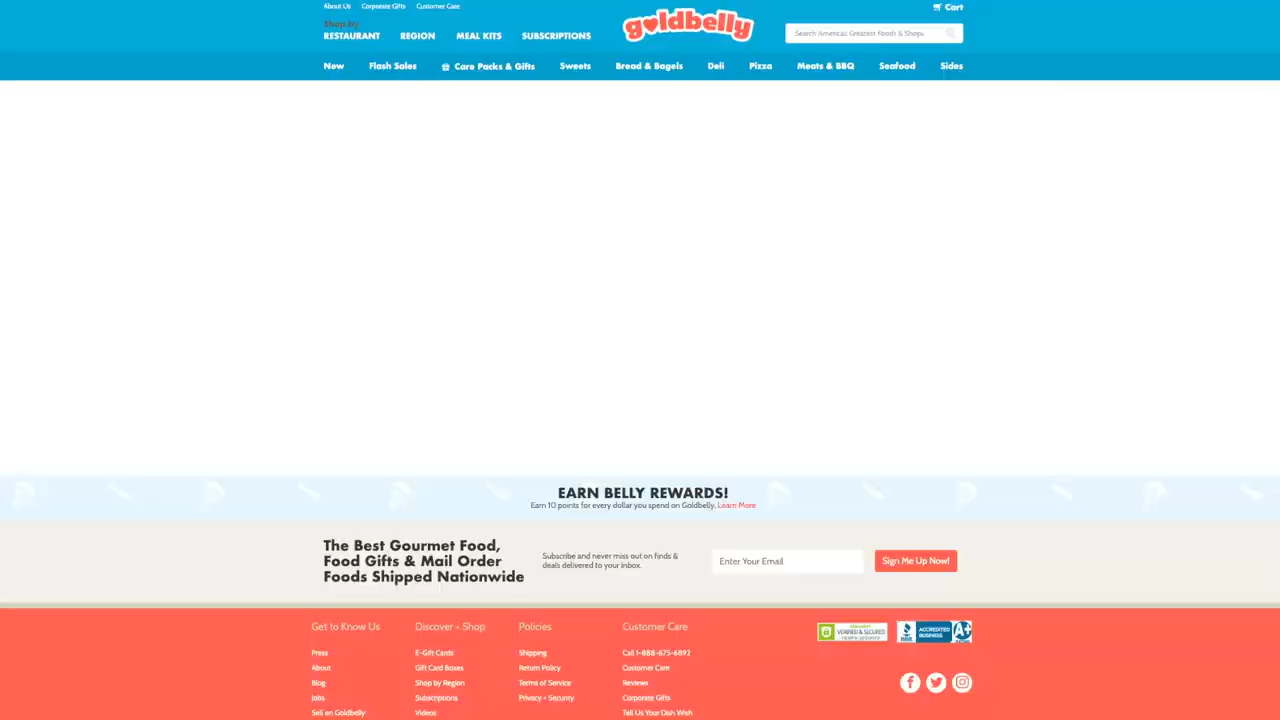 About Us Corporate Gifts Customer Care Cart
Shop by
RESTAURANT REGION MEAL KITS SUBSCRIPTIONS
goldbelly
Search Americas Greatest Foods & Shops
New Flash Sales Care Packs & Gifts Sweets Bread & Bagels Deli Pizza Meats & BBQ Seafood Sides
EARN BELLY REWARDS!
Earn 10 points for every dollar you spend on Goldbelly. Learn More
The Best Gourmet Food,
Food Gifts & Mail Order
Foods Shipped Nationwide
Subscribe and never miss out on finds &
deals delivered to your inbox.
Enter Your Email
Sign Me Up Now!
Get to Know Us
Press
About
Blog
Jobs
Sell on Goldbelly
Discover + Shop
E-Gift Cards
Gift Card Boxes
Shop by Region
Subscriptions
Videos
Policies
Shipping
Return Policy
Terms of Service
Privacy + Security
Customer Care
Call 1-888-675-6892
Customer Care
Reviews
Corporate Gifts
Tell Us Your Dish Wish
VERIFIED & SECURED
BBB
ACCREDITED
BUSINESS
A+